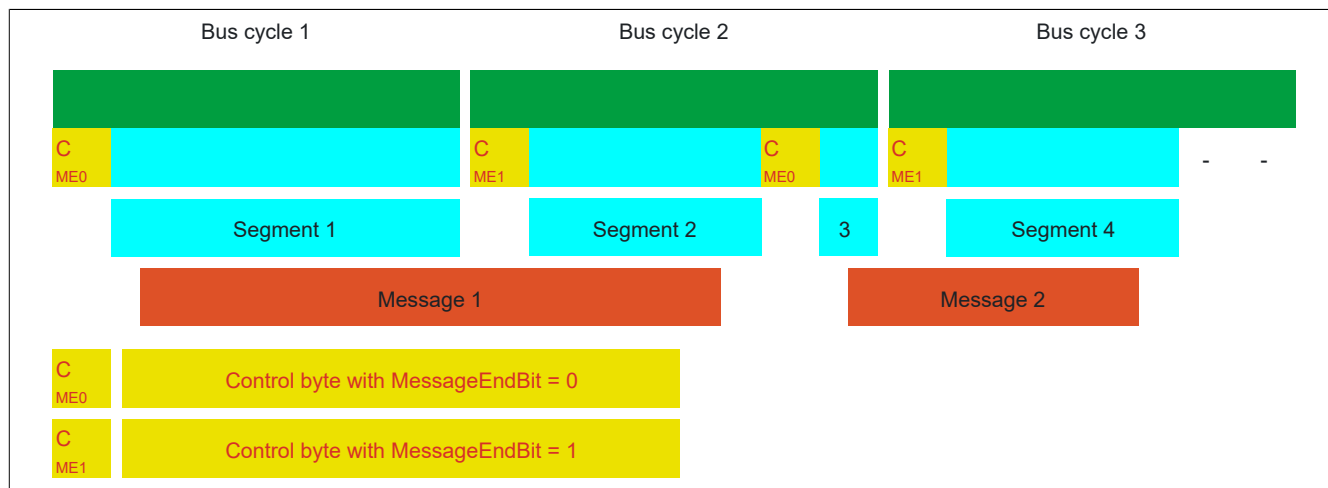 Bus cycle 1 Bus cycle 2 Bus cycle 3
C C C C
ME0 ME1 ME0 ME1 - -
Segment 1 Segment 2 3 Segment 4
Message 1 Message 2
C
ME0 Control byte with MessageEndBit = 0
C
ME1 Control byte with MessageEndBit = 1